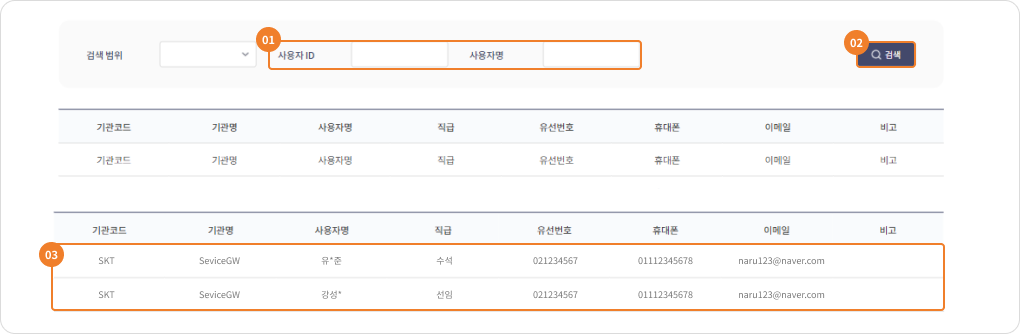 검색 범위 01 사용자 ID 사용자명 02 검색
기관코드 기관명 사용자명 직급 유선번호 휴대폰 이메일 비고
기관코드 기관명 사용자명 직급 유선번호 휴대폰 이메일 비고
기관코드 기관명 사용자명 직급 유선번호 휴대폰 이메일 비고
03
SKT SeviceGW 유*준 수석 021234567 01112345678 naru123@naver.com
SKT SeviceGW 강성* 선임 021234567 01112345678 naru123@naver.com